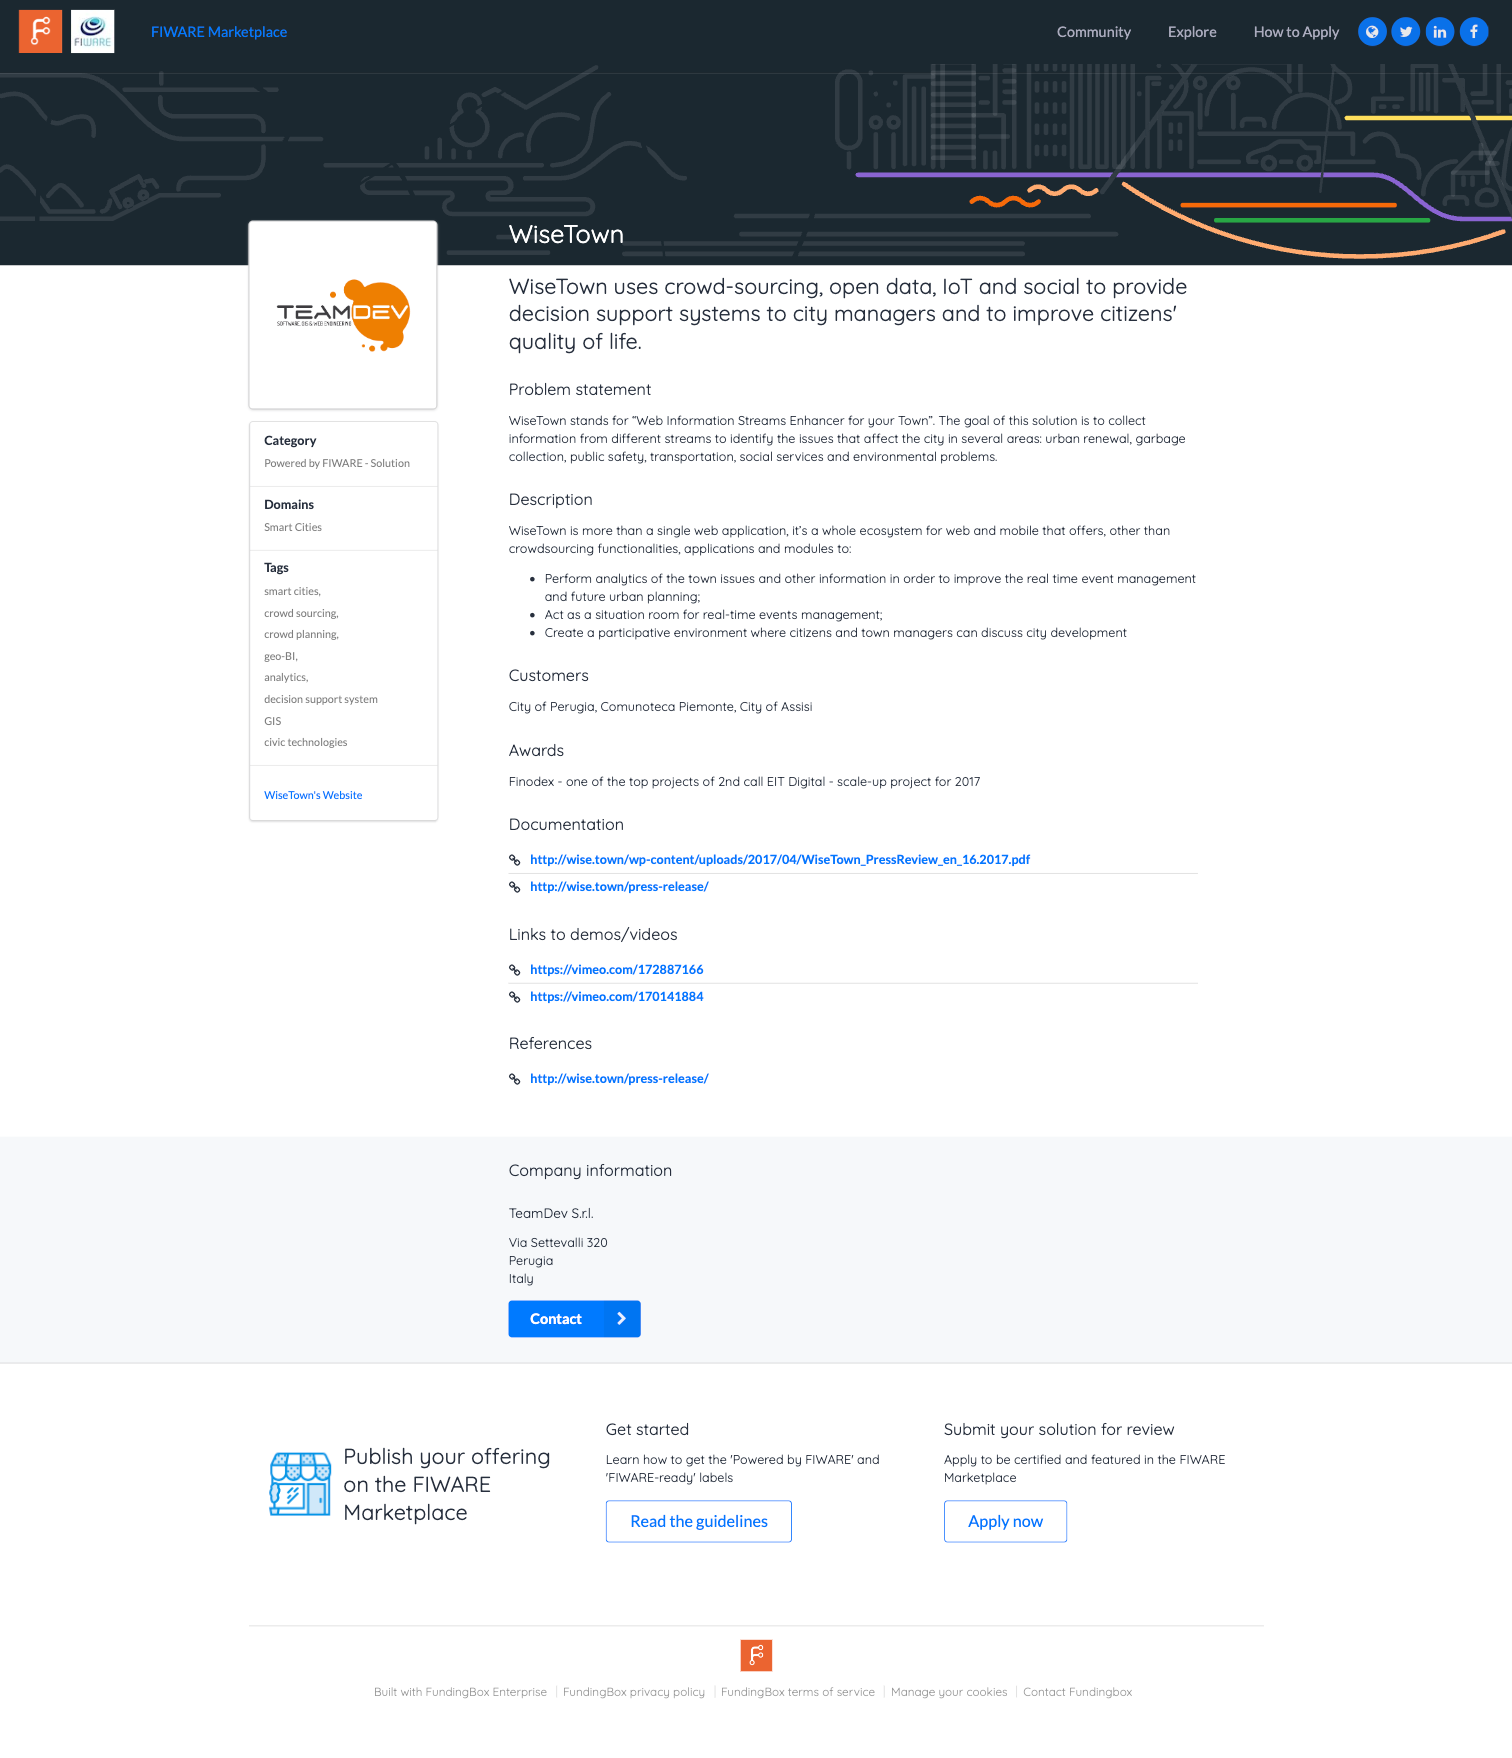 FIWARE
FIWARE Marketplace
Community
Explore
How to Apply
WiseTown
TEAMDEV
SOFTWARE, GIS & WEB ENGINEERING
WiseTown uses crowd-sourcing, open data, IoT and social to provide
decision support systems to city managers and to improve citizens'
quality of life.
Category
Powered by FIWARE - Solution
Domains
Smart Cities
Tags
smart cities,
crowd sourcing,
crowd planning,
geo-BI,
analytics,
decision support system
GIS
civic technologies
WiseTown's Website
Problem statement
WiseTown stands for “Web Information Streams Enhancer for your Town”. The goal of this solution is to collect
information from different streams to identify the issues that affect the city in several areas: urban renewal, garbage
collection, public safety, transportation, social services and environmental problems.
Description
WiseTown is more than a single web application, it’s a whole ecosystem for web and mobile that offers, other than
crowdsourcing functionalities, applications and modules to:
• Perform analytics of the town issues and other information in order to improve the real time event management
and future urban planning;
• Act as a situation room for real-time events management;
• Create a participative environment where citizens and town managers can discuss city development
Customers
City of Perugia, Comunoteca Piemonte, City of Assisi
Awards
Finodex - one of the top projects of 2nd call EIT Digital - scale-up project for 2017
Documentation
http://wise.town/wp-content/uploads/2017/04/WiseTown_PressReview_en_16.2017.pdf
http://wise.town/press-release/
Links to demos/videos
https://vimeo.com/172887166
https://vimeo.com/170141884
References
http://wise.town/press-release/
Company information
TeamDev S.r.l.
Via Settevalli 320
Perugia
Italy
Contact
Publish your offering
on the FIWARE
Marketplace
Get started
Learn how to get the 'Powered by FIWARE' and
'FIWARE-ready' labels
Read the guidelines
Submit your solution for review
Apply to be certified and featured in the FIWARE
Marketplace
Apply now
Built with FundingBox Enterprise | FundingBox privacy policy | FundingBox terms of service | Manage your cookies | Contact Fundingbox